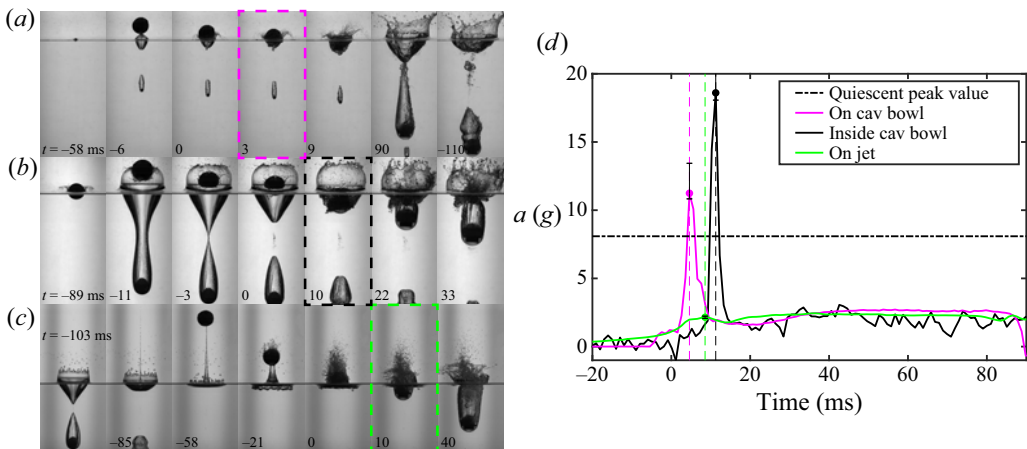 (a)
t = −58 ms −6 0 3 9 90 −110
(b)
t = −89 ms −11 −3 0 10 22 33
(c)
t = −103 ms
−85 −58 −21 0 10 40
(d)
20
15
10
5
0
a (g)
Quiescent peak value
On cav bowl
Inside cav bowl
On jet
−20 0 20 40 60 80
Time (ms)